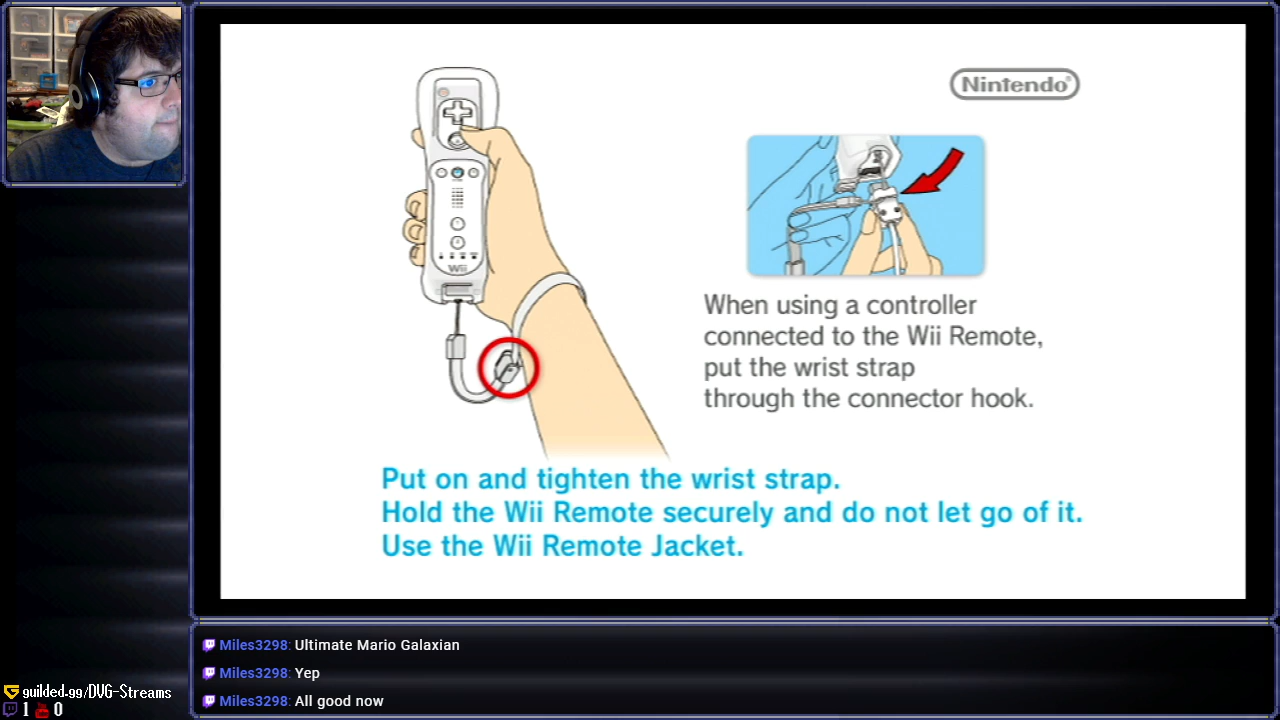 Nintendo®
Wii
When using a controller
connected to the Wii Remote,
put the wrist strap
through the connector hook.
Put on and tighten the wrist strap.
Hold the Wii Remote securely and do not let go of it.
Use the Wii Remote Jacket.
Miles3298: Ultimate Mario Galaxian
Miles3298: Yep
Miles3298: All good now
guilded.gg/DVG-Streams
1 0